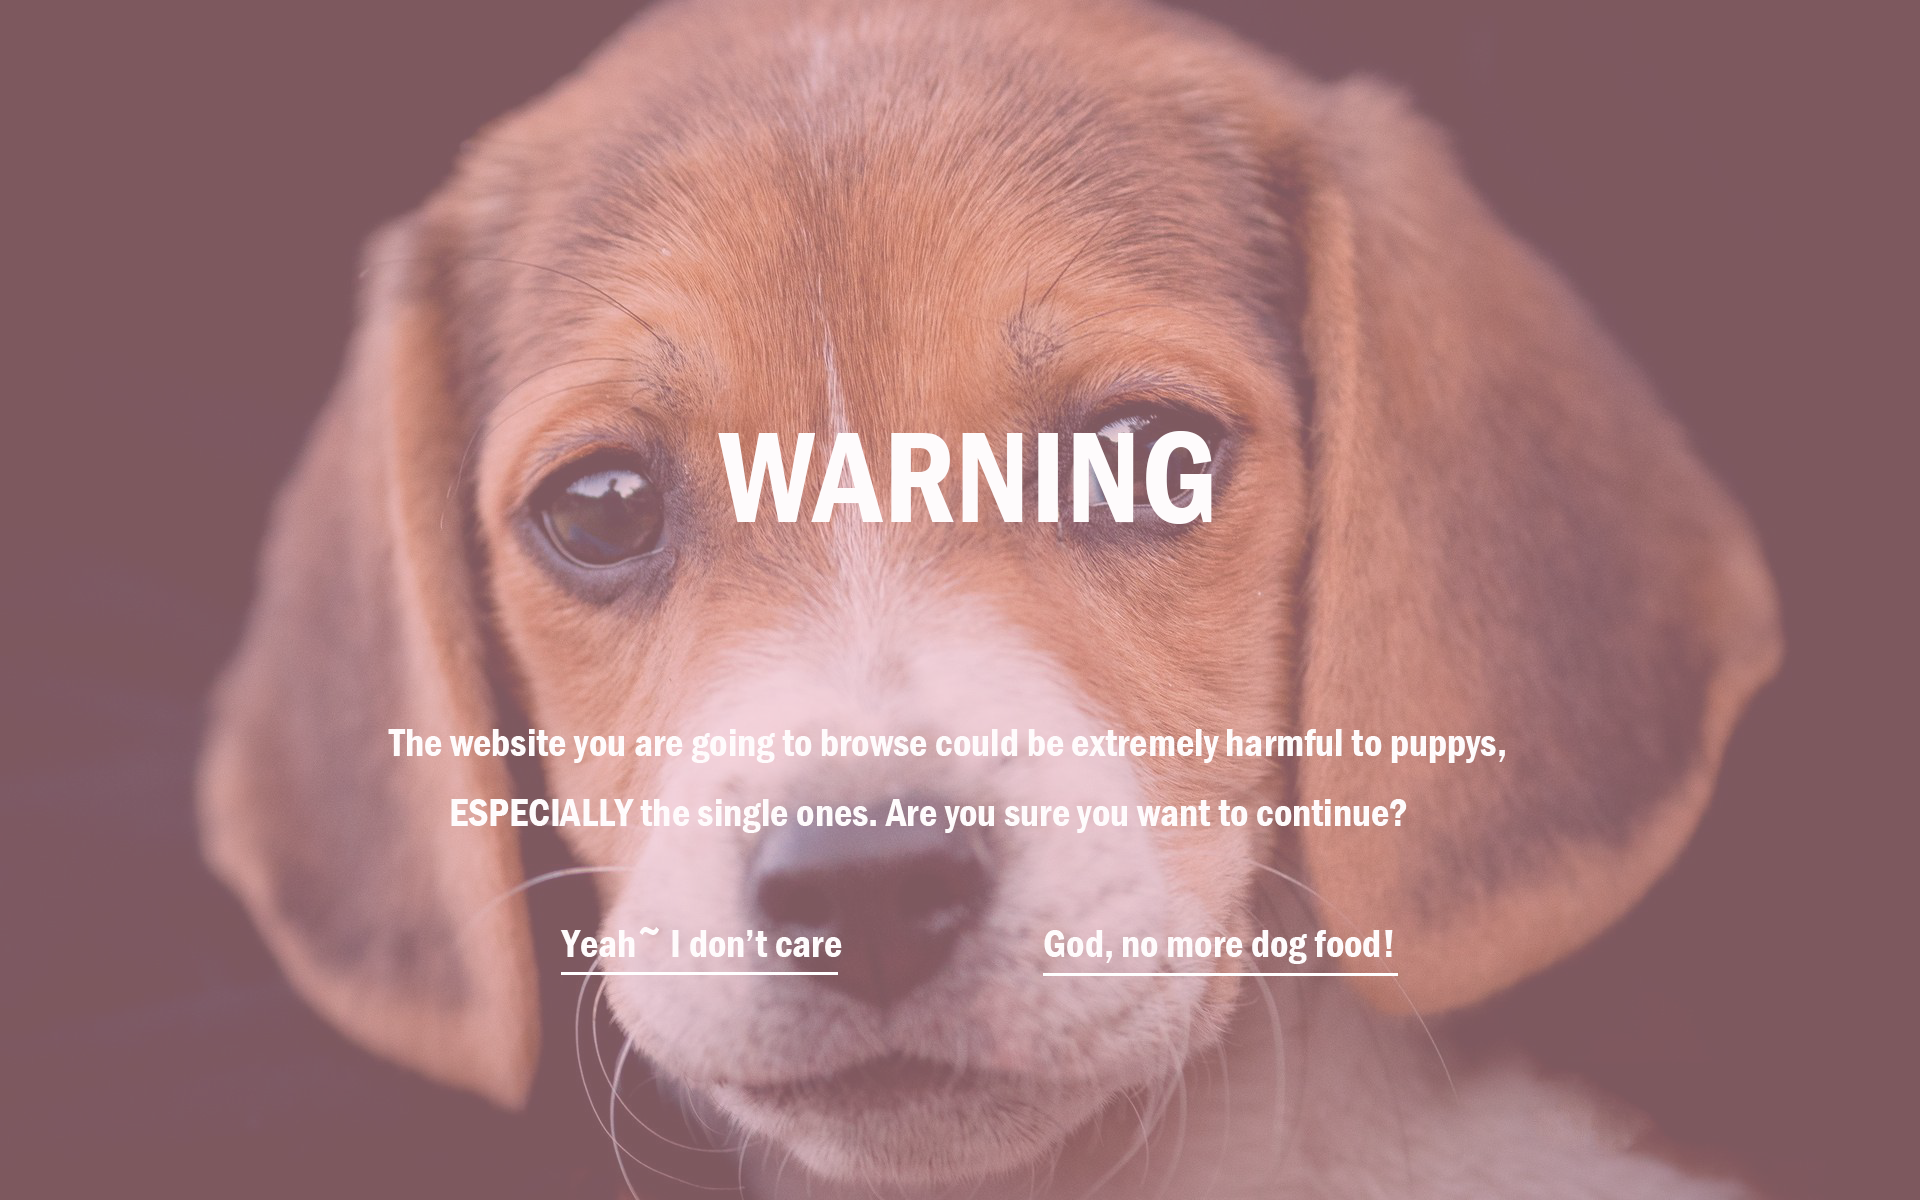 WARNING
The website you are going to browse could be extremely harmful to puppys,
ESPECIALLY the single ones. Are you sure you want to continue?
Yeah~ I don’t care
God, no more dog food!